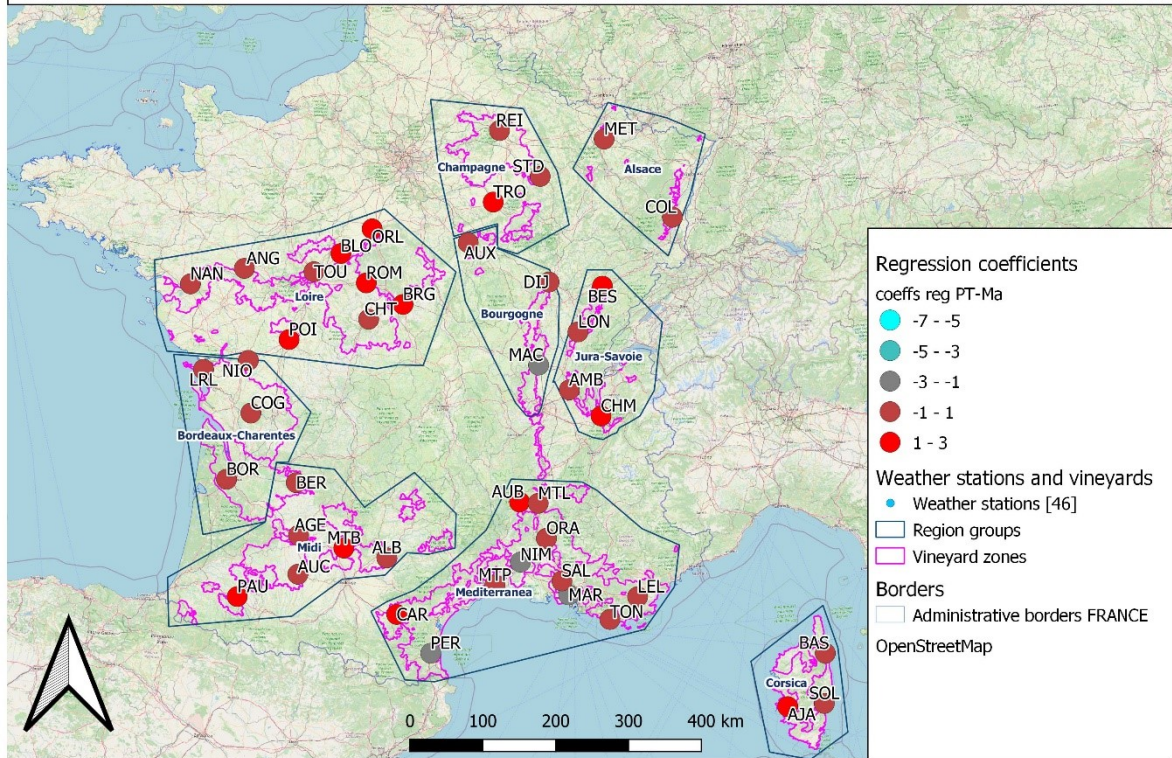 REI
MET
STD
Champagne
Alsace
TRO
COL
ORL
AUX
BLO
ANG
TOU
NAN
ROM
DIJ
BES
Loire
BRG
CHT
Bourgogne
LON
POI
MAC
Jura-Savoie
NIO
LRL
AMB
COG
CHM
Bordeaux-Charentes
BOR
BER
AUB
MTL
AGE
ORA
MTB
ALB
Midi
NIM
AUC
SAL
MTP
LEL
PAU
Mediterranea
MAR
CAR
TON
PER
BAS
Corsica
SOL
AJA
0 100 200 300 400 km
Regression coefficients
coeffs reg PT-Ma
-7 - -5
-5 - -3
-3 - -1
-1 - 1
1 - 3
Weather stations and vineyards
Weather stations [46]
Region groups
Vineyard zones
Borders
Administrative borders FRANCE
OpenStreetMap